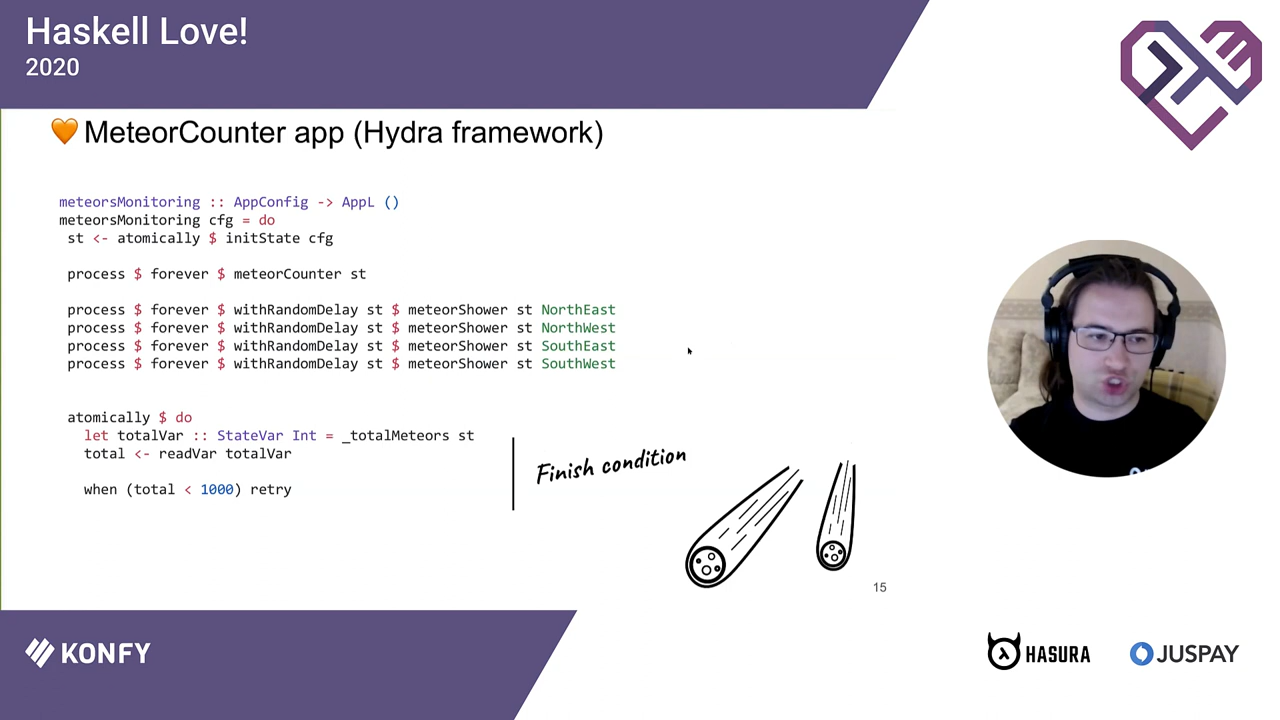 Haskell Love!
2020
🧡 MeteorCounter app (Hydra framework)
meteorsMonitoring :: AppConfig -> AppL ()
meteorsMonitoring cfg = do
st <- atomically $ initState cfg
process $ forever $ meteorCounter st
process $ forever $ withRandomDelay st $ meteorShower st NorthEast
process $ forever $ withRandomDelay st $ meteorShower st NorthWest
process $ forever $ withRandomDelay st $ meteorShower st SouthEast
process $ forever $ withRandomDelay st $ meteorShower st SouthWest
atomically $ do
let totalVar :: StateVar Int = _totalMeteors st
total <- readVar totalVar
when (total < 1000) retry
Finish condition
15
KONFY
HASURA
JUSPAY